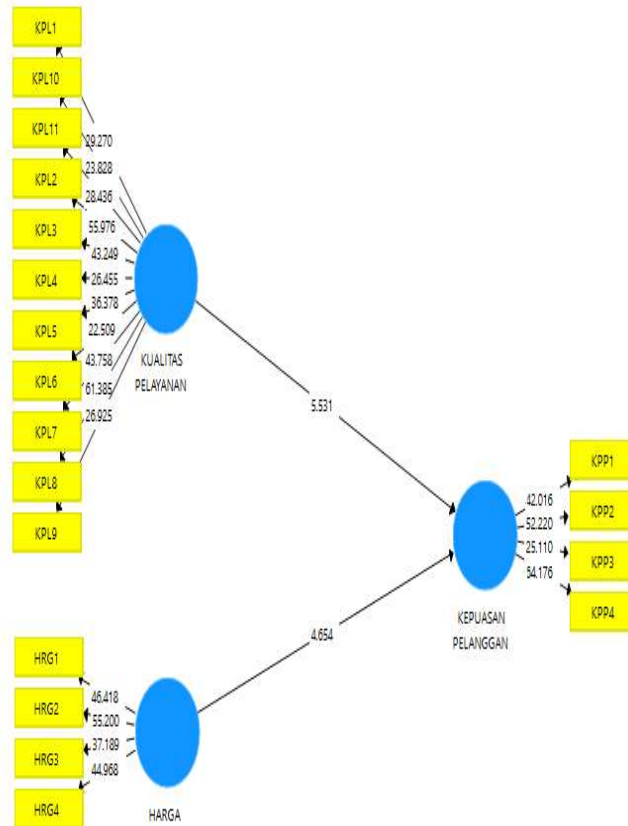 KPL1
KPL10
KPL11
KPL2
KPL3
KPL4
KPL5
KPL6
KPL7
KPL8
KPL9
29.270
23.828
28.436
55.976
43.249
26.455
36.378
22.509
43.758
61.385
26.925
KUALITAS
PELAYANAN
5.531
HRG1
HRG2
HRG3
HRG4
46.418
55.200
37.189
44.968
HARGA
4.654
KEPUASAN
PELANGGAN
42.016
52.220
25.110
54.176
KPP1
KPP2
KPP3
KPP4